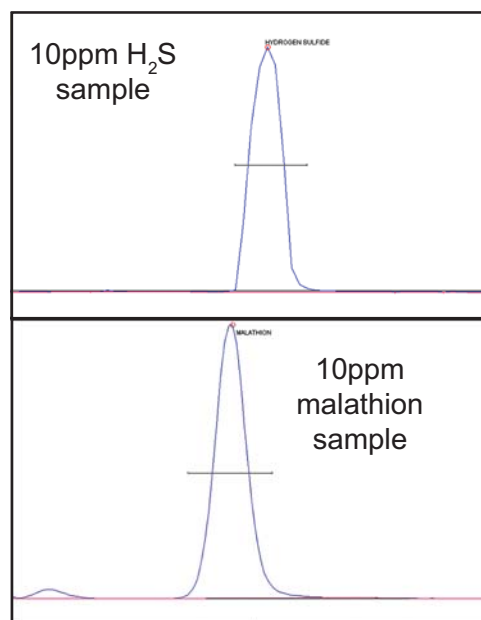 HYDROGEN SULFIDE
10ppm H₂S
sample
MALATHION
10ppm
malathion
sample